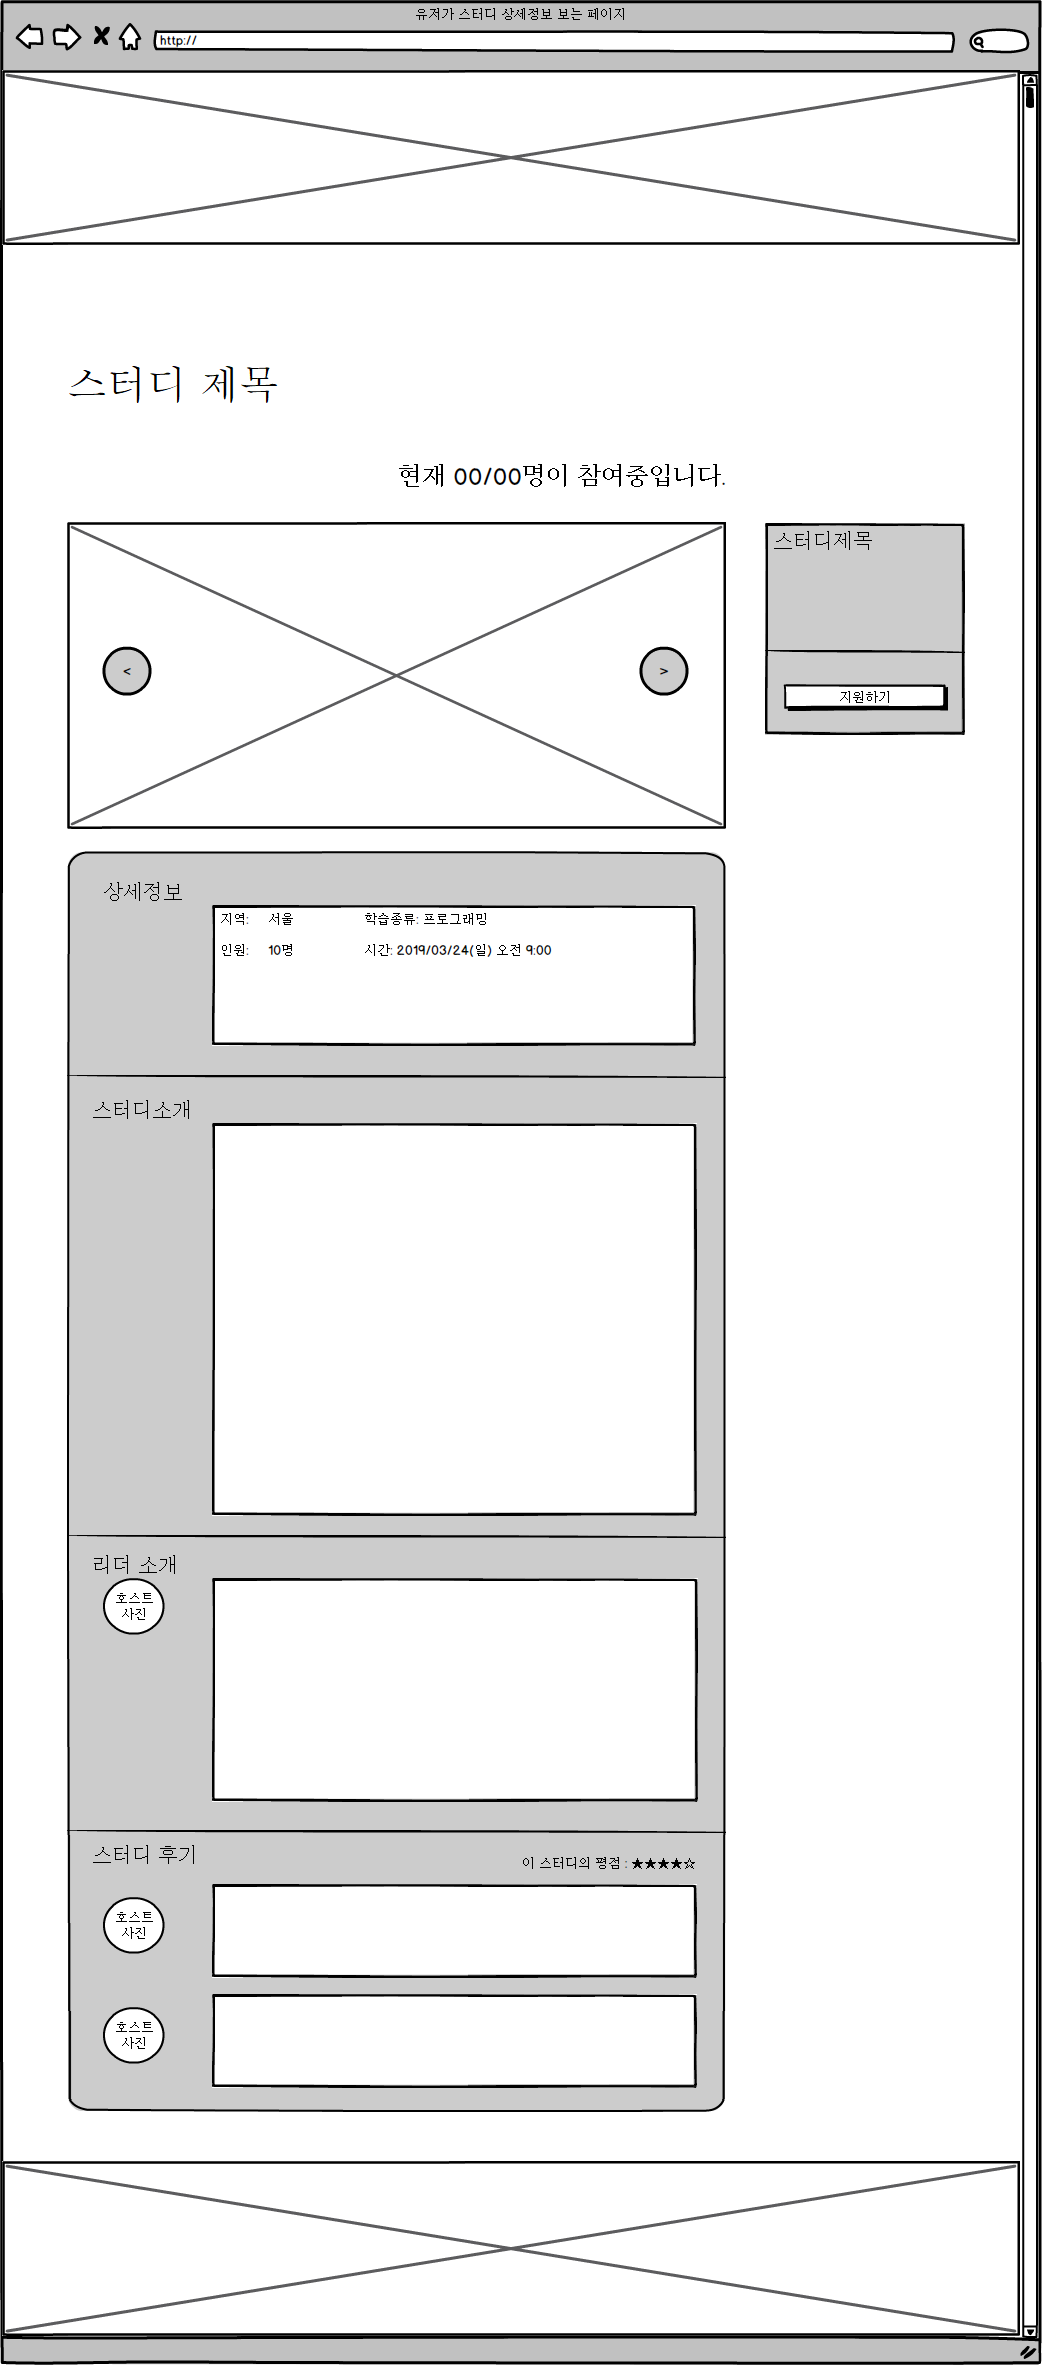 유저가 스터디 상세정보 보는 페이지
http://
스터디 제목
현재 00/00명이 참여중입니다.
스터디제목
<
>
지원하기
상세정보
지역: 서울 학습종류: 프로그래밍
인원: 10명 시간: 2019/03/24(일) 오전 9:00
스터디소개
리더 소개
호스트
사진
스터디 후기
이 스터디의 평점 : ★★★★☆
호스트
사진
호스트
사진